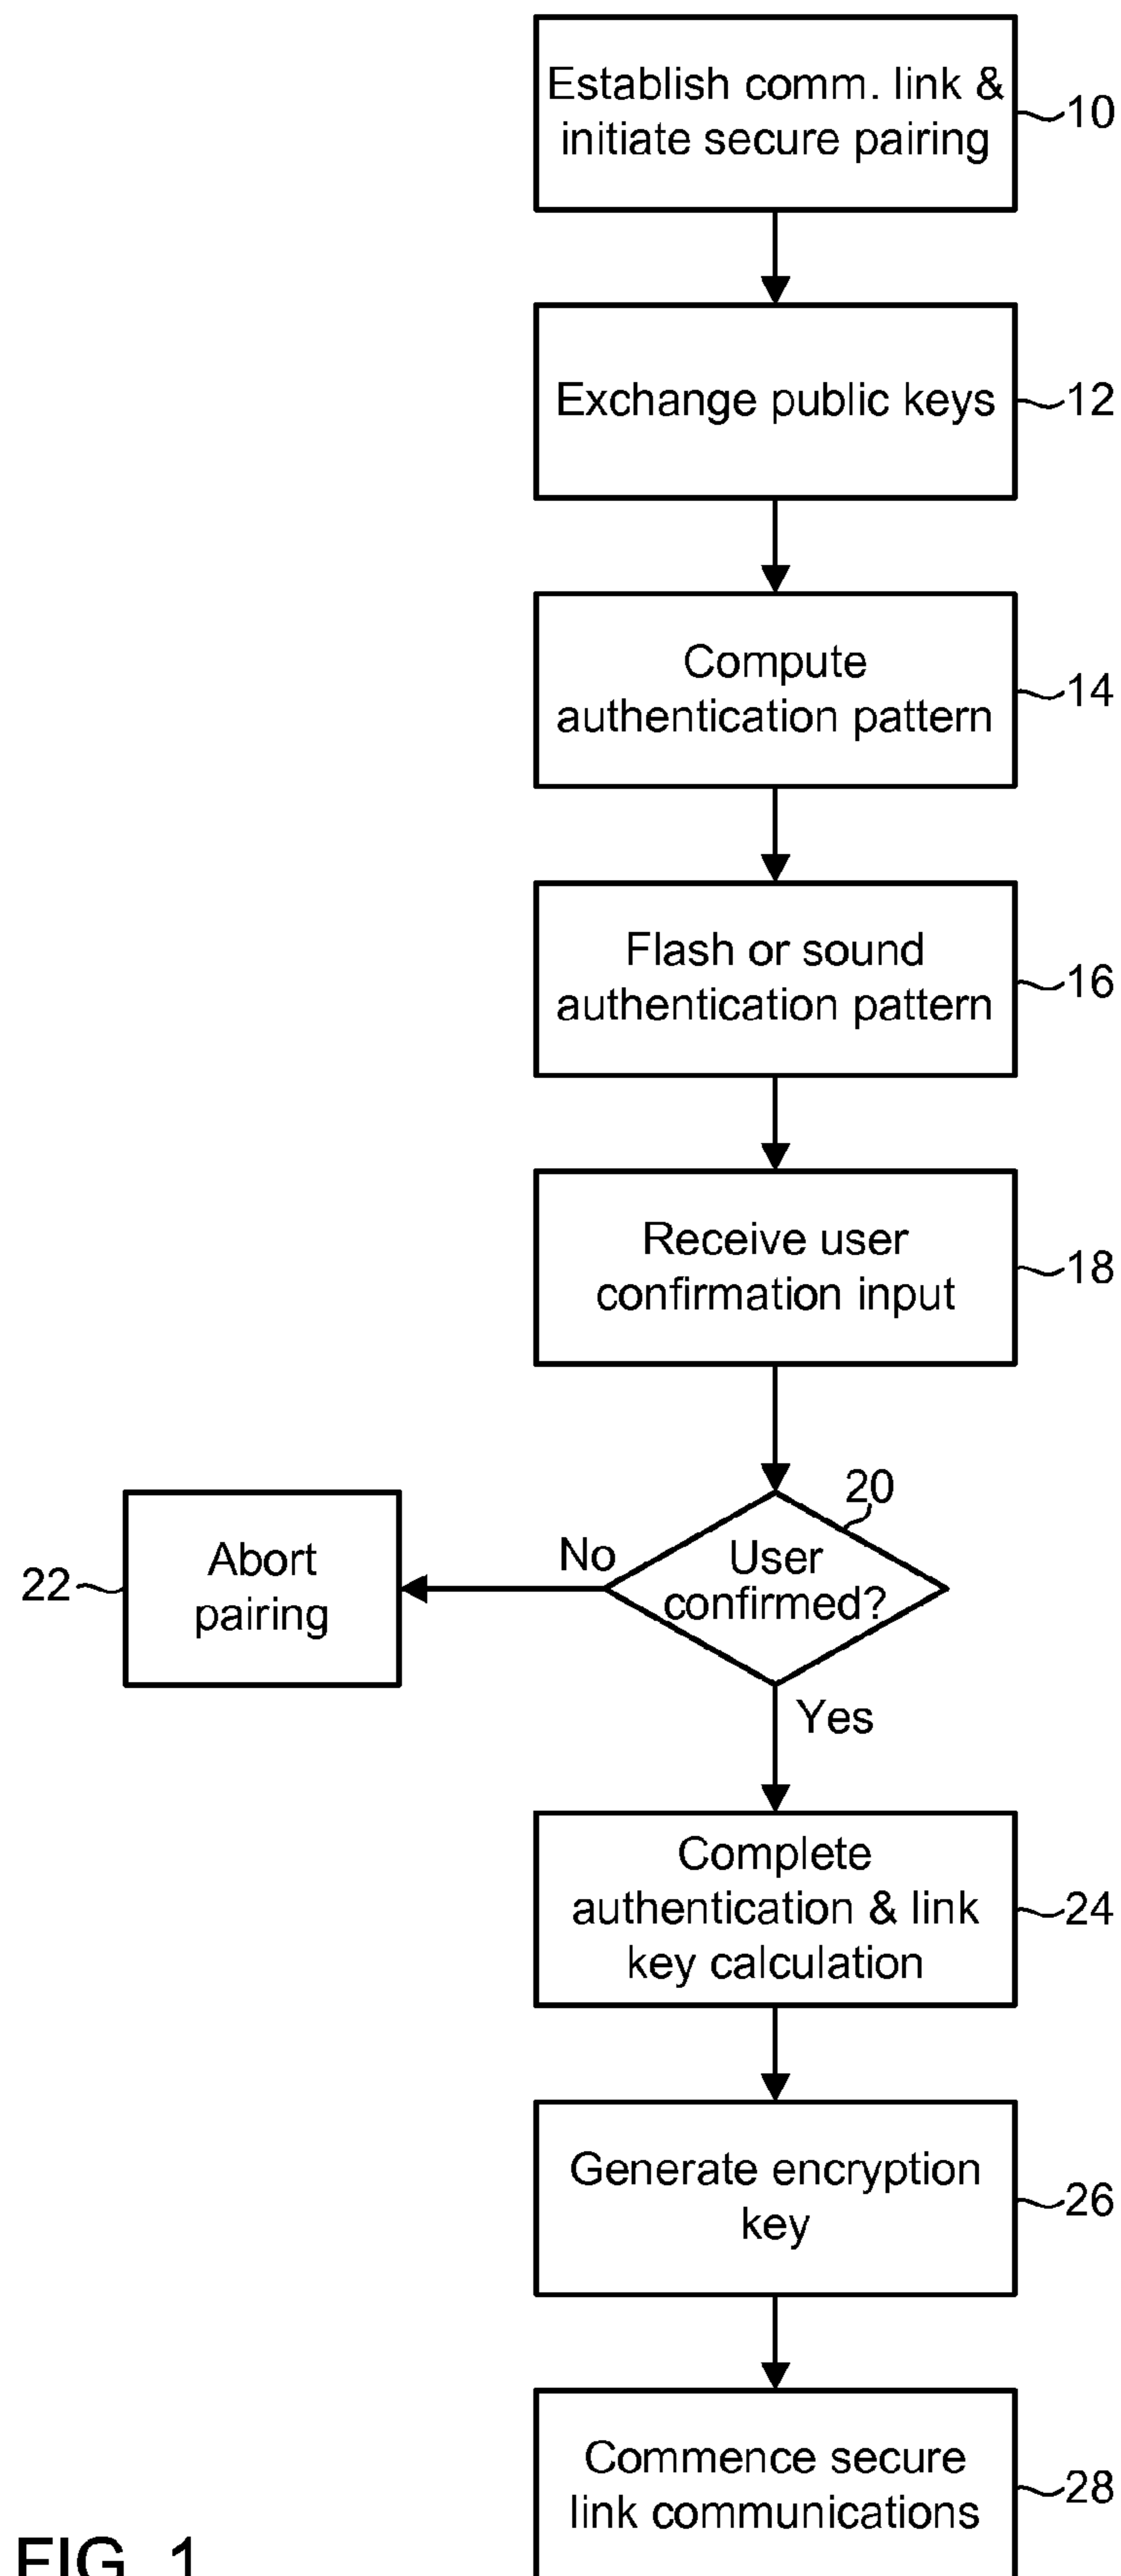 Establish comm. link &
initiate secure pairing
10
Exchange public keys
12
Compute
authentication pattern
14
Flash or sound
authentication pattern
16
Receive user
confirmation input
18
20
User
confirmed?
No
Abort
pairing
22
Yes
Complete
authentication & link
key calculation
24
Generate encryption
key
26
Commence secure
link communications
28
FIG. 1